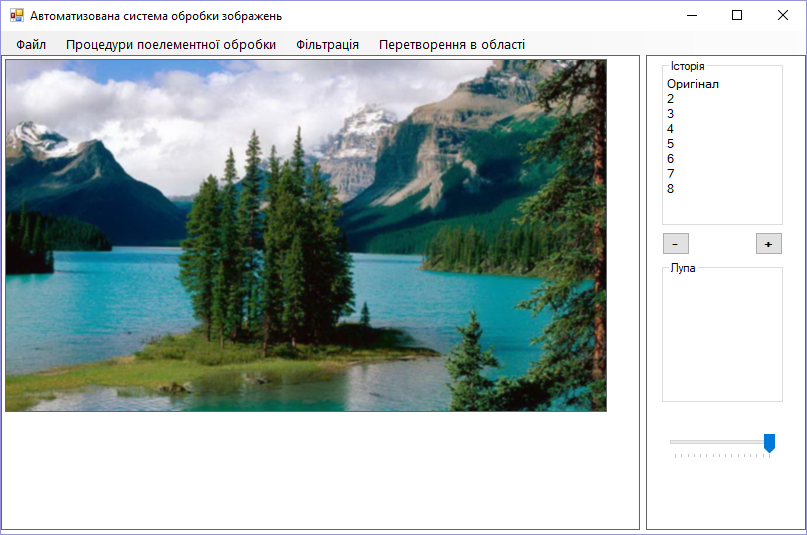 Автоматизована система обробки зображень
Файл Процедури поелементної обробки Фільтрація Перетворення в області
Історія
Оригінал
2
3
4
5
6
7
8
- +
Лупа